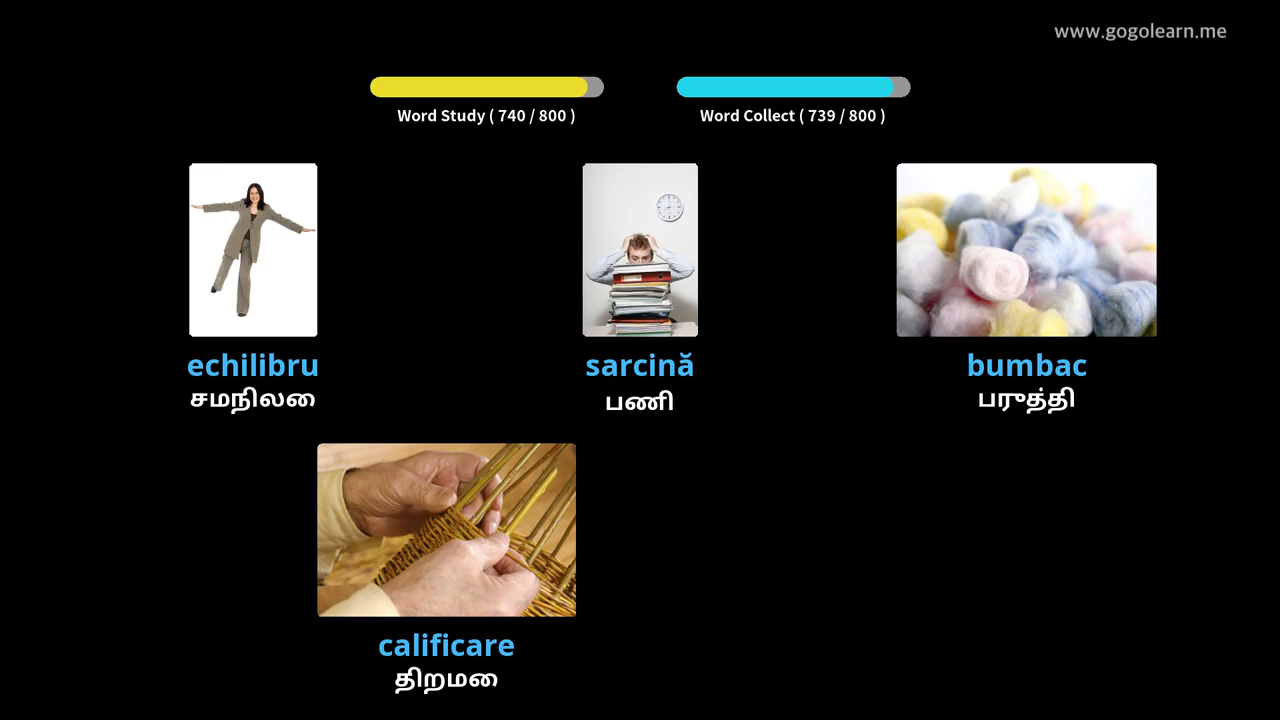 www.gogolearn.me
Word Study ( 740 / 800 )
Word Collect ( 739 / 800 )
echilibru
சமநிலை
sarcină
பணி
bumbac
பருத்தி
calificare
திறமை